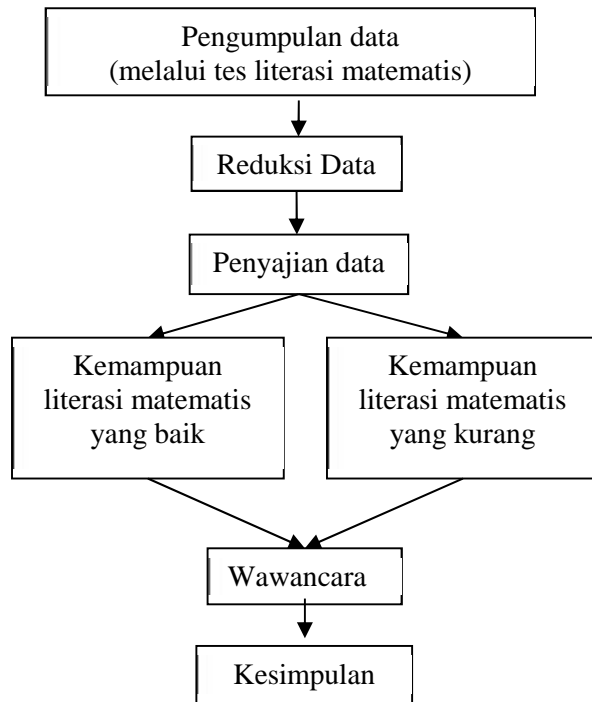 Pengumpulan data
(melalui tes literasi matematis)
Reduksi Data
Penyajian data
Kemampuan
literasi matematis
yang baik
Kemampuan
literasi matematis
yang kurang
Wawancara
Kesimpulan